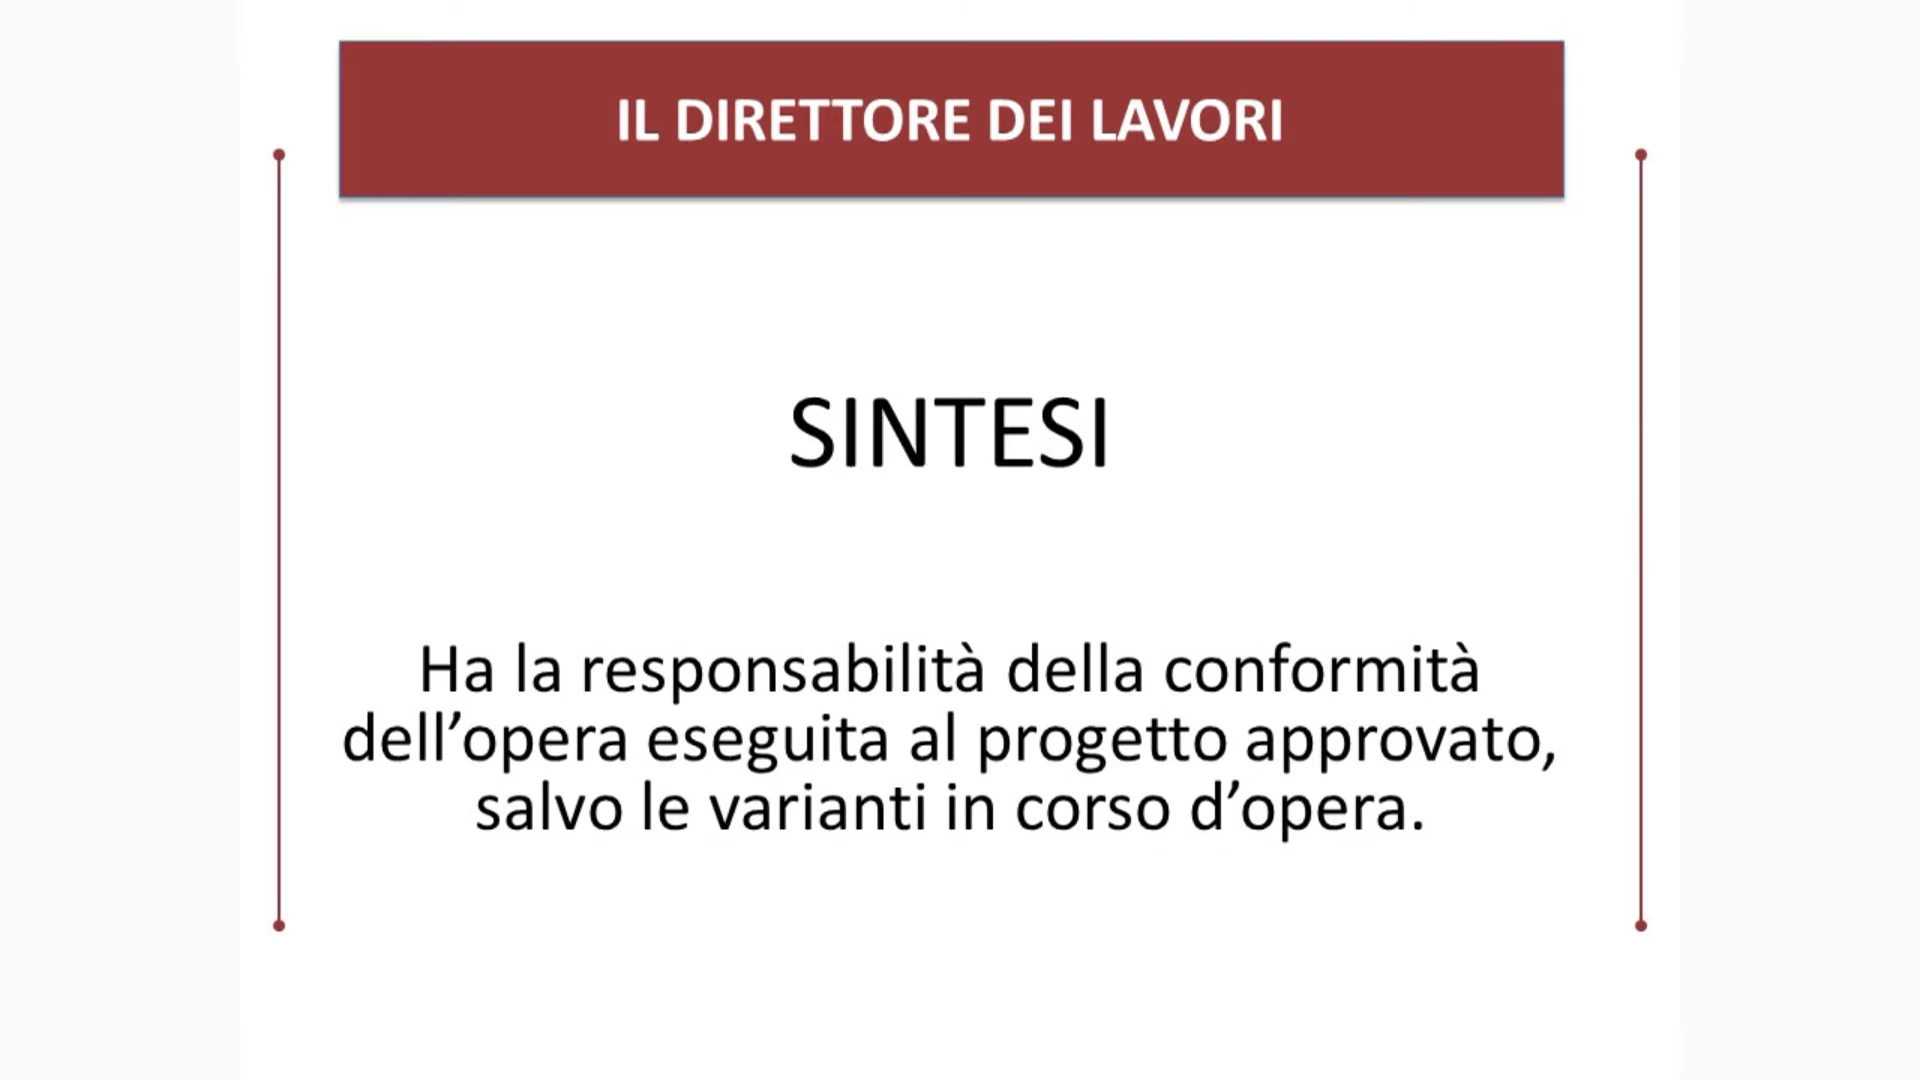 IL DIRETTORE DEI LAVORI
SINTESI
Ha la responsabilità della conformità
dell’opera eseguita al progetto approvato,
salvo le varianti in corso d’opera.